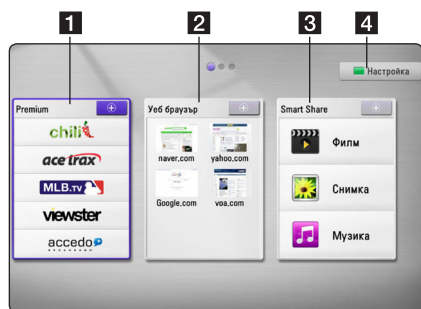 1 2 3 4
Настройка
Premium
chili
acetrax
MLB.TV
viewster
accedo
Уеб браузър
naver.com yahoo.com
Google.com voa.com
Smart Share
Филм
Снимка
Музика